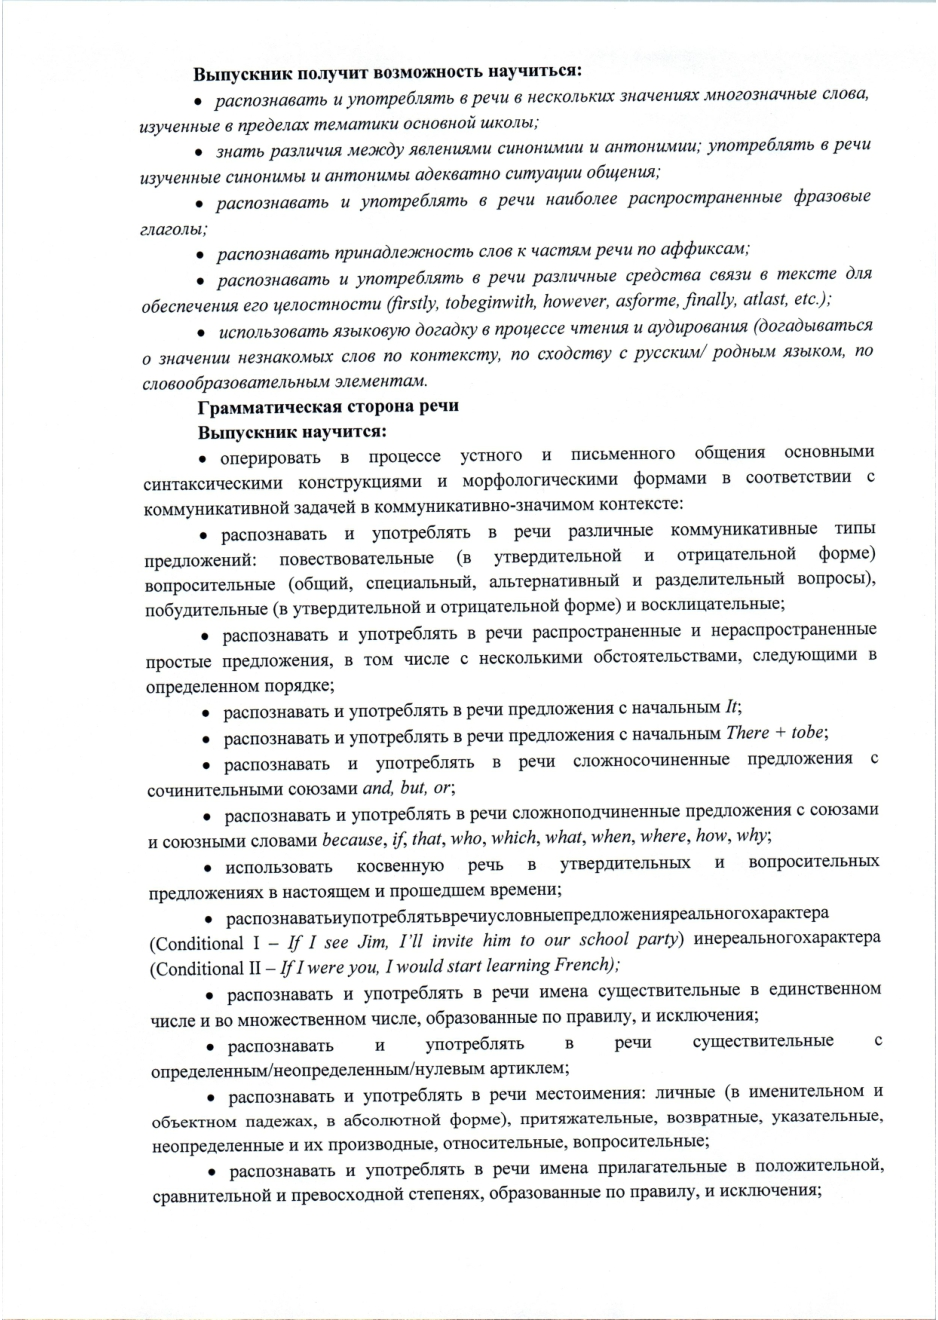 Выпускник получит возможность научиться:
• распознавать и употреблять в речи в нескольких значениях многозначные слова,
изученные в пределах тематики основной школы;
• знать различия между явлениями синонимии и антонимии; употреблять в речи
изученные синонимы и антонимы адекватно ситуации общения;
• распознавать и употреблять в речи наиболее распространенные фразовые
глаголы;
• распознавать принадлежность слов к частям речи по аффиксам;
• распознавать и употреблять в речи различные средства связи в тексте для
обеспечения его целостности (firstly, tobeginwith, however, asforme, finally, atlast, etc.);
• использовать языковую догадку в процессе чтения и аудирования (догадываться
о значении незнакомых слов по контексту, по сходству с русским/ родным языком, по
словообразовательным элементам.
Грамматическая сторона речи
Выпускник научится:
• оперировать в процессе устного и письменного общения основными
синтаксическими конструкциями и морфологическими формами в соответствии с
коммуникативной задачей в коммуникативно-значимом контексте:
• распознавать и употреблять в речи различные коммуникативные типы
предложений: повествовательные (в утвердительной и отрицательной форме)
вопросительные (общий, специальный, альтернативный и разделительный вопросы),
побудительные (в утвердительной и отрицательной форме) и восклицательные;
• распознавать и употреблять в речи распространенные и нераспространенные
простые предложения, в том числе с несколькими обстоятельствами, следующими в
определенном порядке;
• распознавать и употреблять в речи предложения с начальным It;
• распознавать и употреблять в речи предложения с начальным There + tobe;
• распознавать и употреблять в речи сложносочиненные предложения с
сочинительными союзами and, but, or;
• распознавать и употреблять в речи сложноподчиненные предложения с союзами
и союзными словами because, if, that, who, which, what, when, where, how, why;
• использовать косвенную речь в утвердительных и вопросительных
предложениях в настоящем и прошедшем времени;
• распознаватьиупотреблятьвречиусловныепредложенияреальногохарактера
(Conditional I – If I see Jim, I’ll invite him to our school party) инереальногохарактера
(Conditional II – If I were you, I would start learning French);
• распознавать и употреблять в речи имена существительные в единственном
числе и во множественном числе, образованные по правилу, и исключения;
• распознавать и употреблять в речи существительные с
определенным/неопределенным/нулевым артиклем;
• распознавать и употреблять в речи местоимения: личные (в именительном и
объектном падежах, в абсолютной форме), притяжательные, возвратные, указательные,
неопределенные и их производные, относительные, вопросительные;
• распознавать и употреблять в речи имена прилагательные в положительной,
сравнительной и превосходной степенях, образованные по правилу, и исключения;